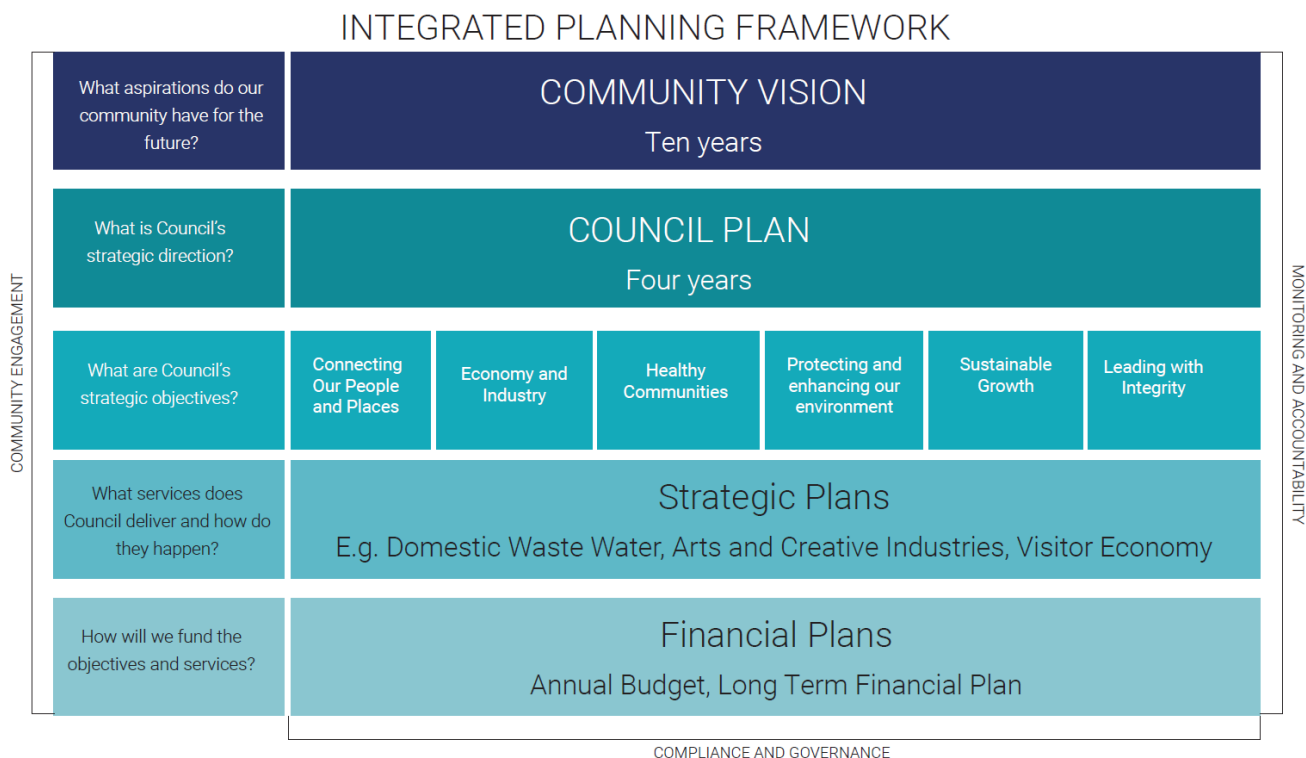 INTEGRATED PLANNING FRAMEWORK
What aspirations do our
community have for the
future?
COMMUNITY VISION
Ten years
What is Council's
strategic direction?
COUNCIL PLAN
Four years
What are Council's
strategic objectives?
Connecting
Our People
and Places
Economy and
Industry
Healthy
Communities
Protecting and
enhancing our
environment
Sustainable
Growth
Leading with
Integrity
What services does
Council deliver and how do
they happen?
Strategic Plans
E.g. Domestic Waste Water, Arts and Creative Industries, Visitor Economy
How will we fund the
objectives and services?
Financial Plans
Annual Budget, Long Term Financial Plan
COMMUNITY ENGAGEMENT
MONITORING AND ACCOUNTABILITY
COMPLIANCE AND GOVERNANCE